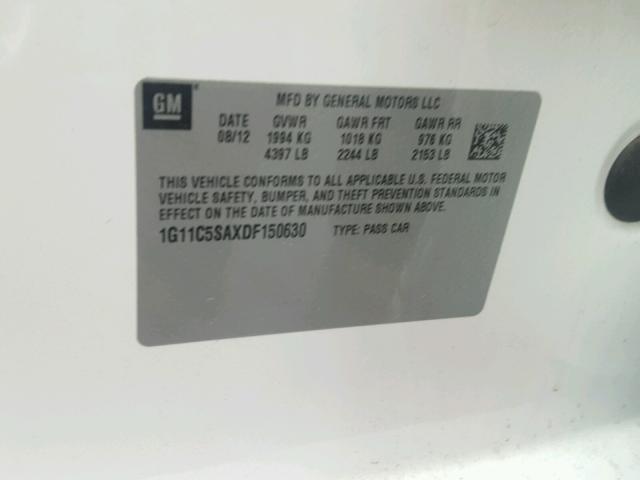 GM
MFD BY GENERAL MOTORS LLC
DATE GVWR GAWR FRT GAWR RR
08/12 1994 KG 1018 KG 976 KG
4397 LB 2244 LB 2153 LB
THIS VEHICLE CONFORMS TO ALL APPLICABLE U.S. FEDERAL MOTOR
VEHICLE SAFETY, BUMPER, AND THEFT PREVENTION STANDARDS IN
EFFECT ON THE DATE OF MANUFACTURE SHOWN ABOVE.
1G11C5SAXDF150630 TYPE: PASS CAR